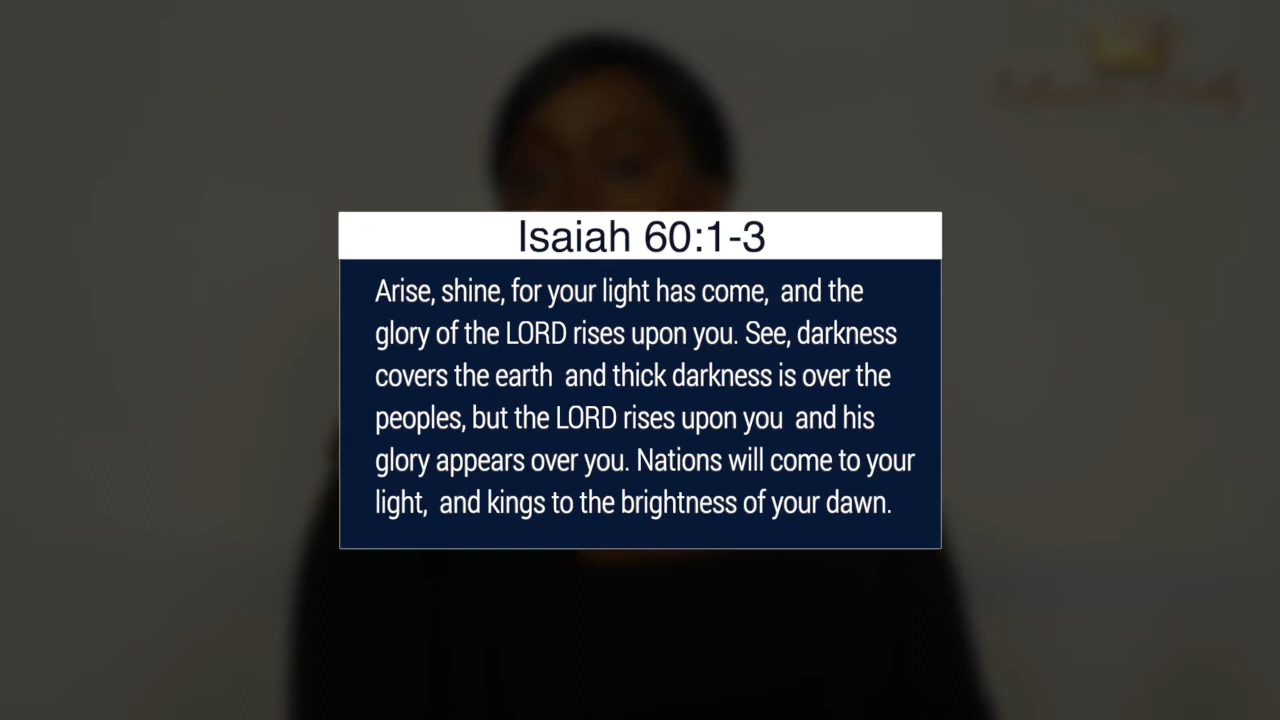 Isaiah 60:1-3
Arise, shine, for your light has come,  and the
glory of the LORD rises upon you. See, darkness
covers the earth  and thick darkness is over the
peoples, but the LORD rises upon you  and his
glory appears over you. Nations will come to your
light,  and kings to the brightness of your dawn.